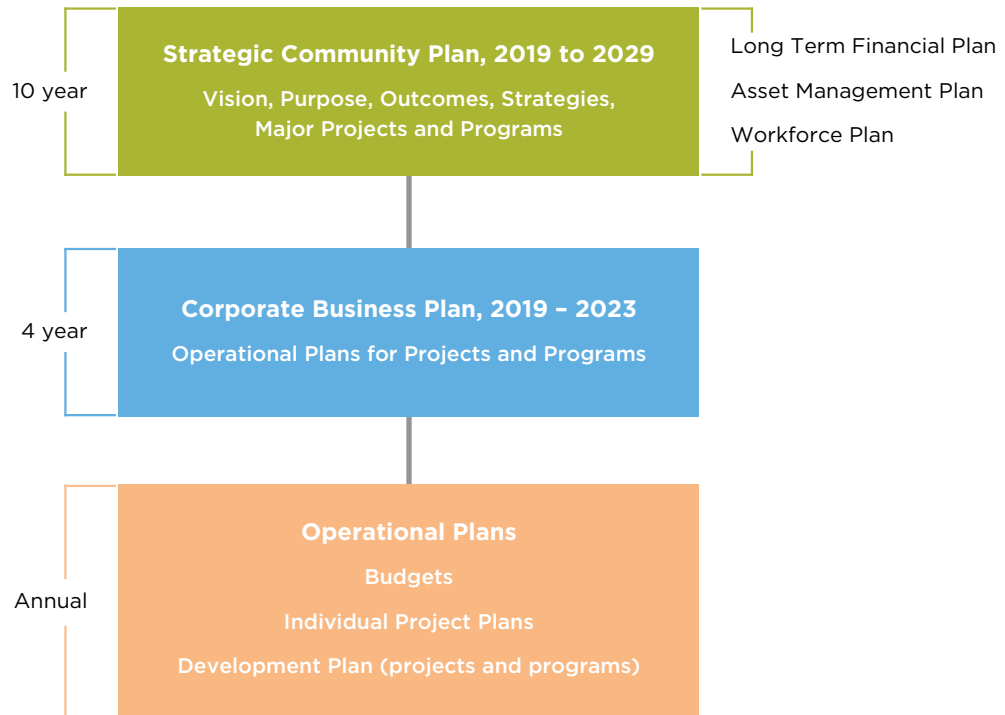 10 year
Strategic Community Plan, 2019 to 2029
Vision, Purpose, Outcomes, Strategies,
Major Projects and Programs
Long Term Financial Plan
Asset Management Plan
Workforce Plan
4 year
Corporate Business Plan, 2019 – 2023
Operational Plans for Projects and Programs
Annual
Operational Plans
Budgets
Individual Project Plans
Development Plan (projects and programs)